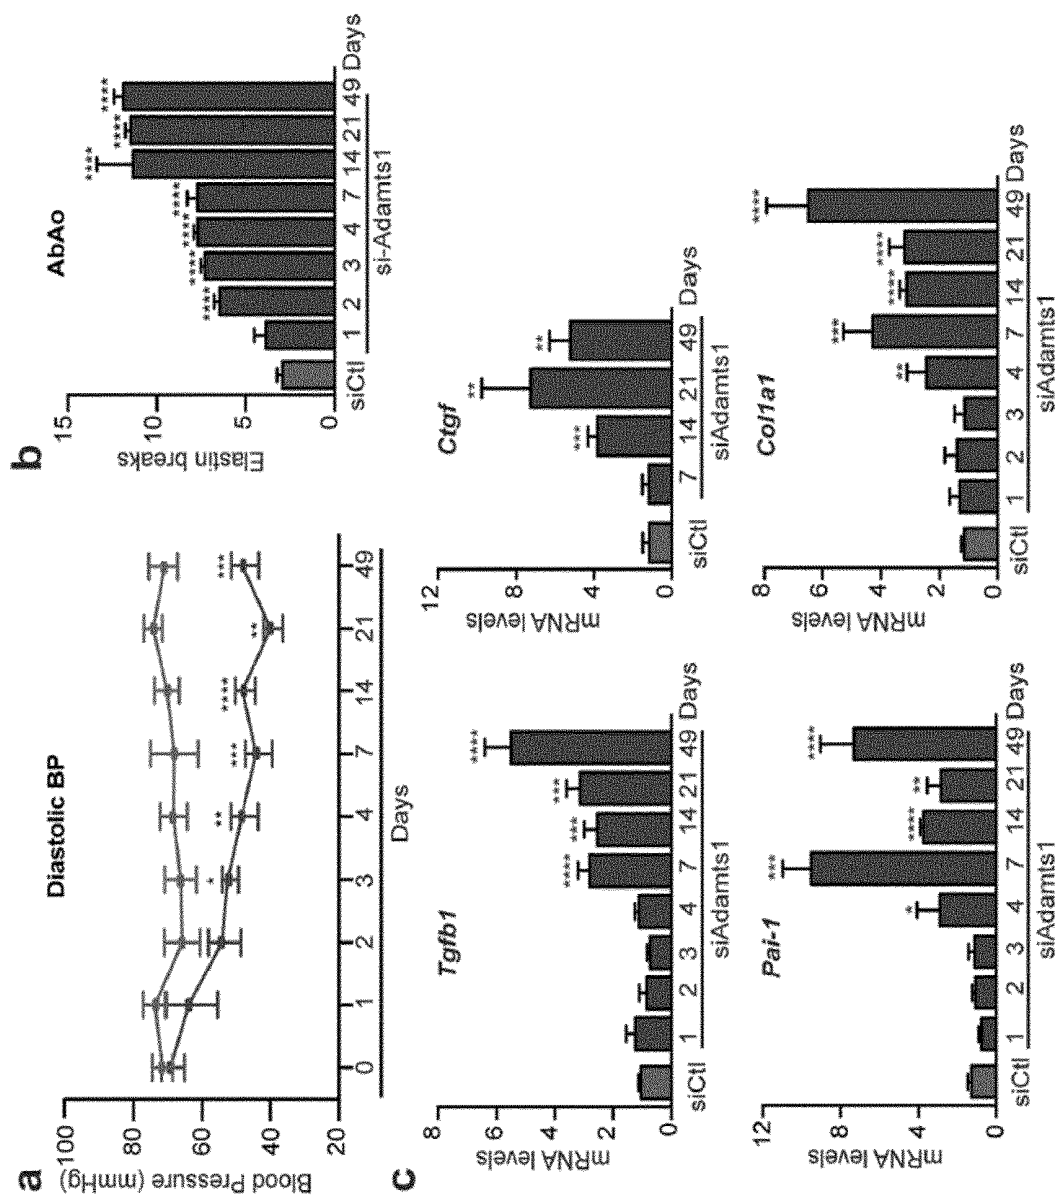 a
Diastolic BP
Blood Pressure (mmHg)
100
80
60
40
20
* ** *** **** ** ***
0 1 2 3 4 7 14 21 49
Days
b
AbAo
Elastin breaks
15
10
5
0
**** **** **** **** **** **** ****
siCtl 1 2 3 4 7 14 21 49 Days
si-Adamts1
c
Tgfb1
mRNA levels
8
6
4
2
0
**** *** *** ****
siCtl 1 2 3 4 7 14 21 49 Days
siAdamts1
Ctgf
mRNA levels
12
8
4
0
*** ** **
siCtl 7 14 21 49 Days
siAdamts1
Pai-1
mRNA levels
12
8
4
0
* *** **** ** ****
siCtl 1 2 3 4 7 14 21 49 Days
siAdamts1
Col1a1
mRNA levels
8
6
4
2
0
** *** **** **** ****
siCtl 1 2 3 4 7 14 21 49 Days
siAdamts1